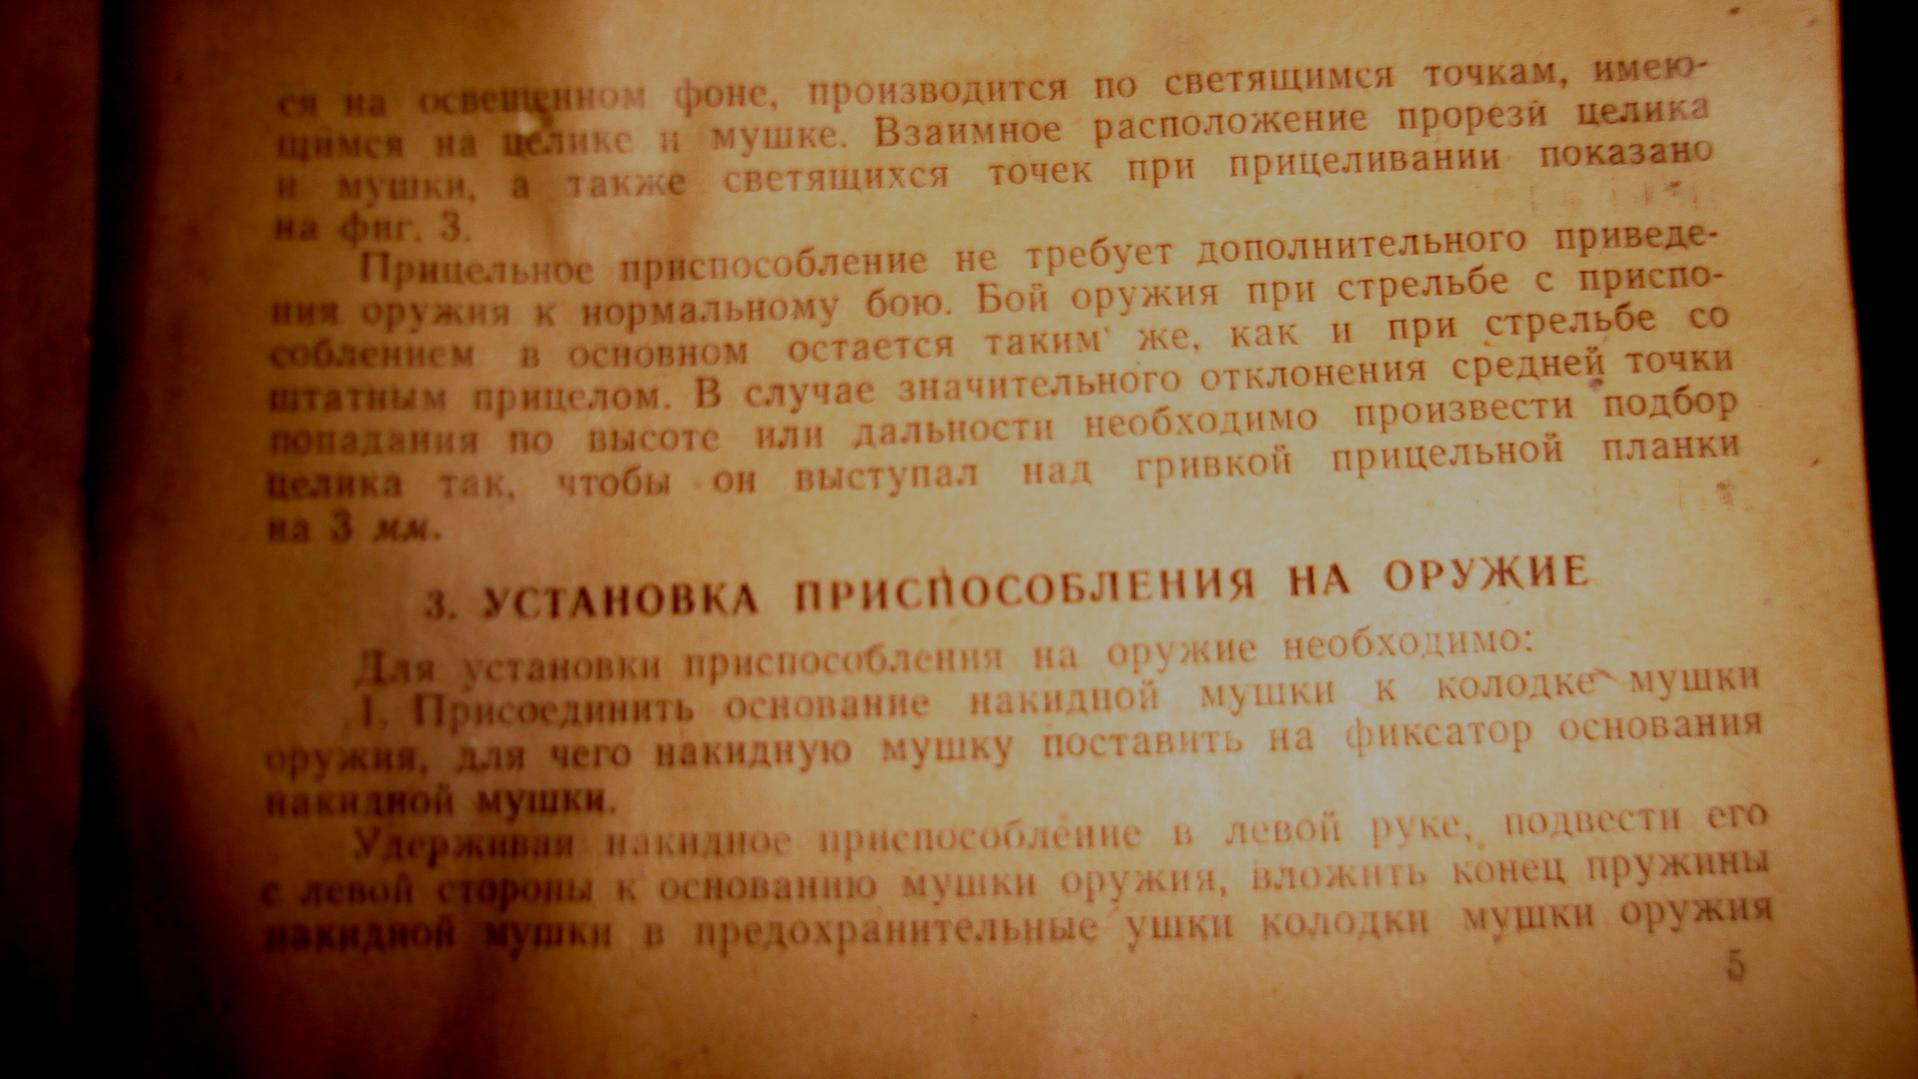 ся на освещенном фоне, производится по светящимся точкам, имею-
щимся на целике и мушке. Взаимное расположение прорези целика
и мушки, а также светящихся точек при прицеливании показано
на фиг. 3.
Прицельное приспособление не требует дополнительного приведе-
ния оружия к нормальному бою. Бой оружия при стрельбе с приспо-
соблением в основном остается таким же, как и при стрельбе со
штатным прицелом. В случае значительного отклонения средней точки
попадания по высоте или дальности необходимо произвести подбор
целика так, чтобы он выступал над гривкой прицельной планки
на 3 мм.
3. УСТАНОВКА ПРИСПОСОБЛЕНИЯ НА ОРУЖИЕ
Для установки приспособления на оружие необходимо:
1. Присоединить основание накидной мушки к колодке мушки
оружия, для чего накидную мушку поставить на фиксатор основания
накидной мушки.
Удерживая накидное приспособление в левой руке, подвести его
с левой стороны к основанию мушки оружия, вложить конец пружины
накидной мушки в предохранительные ушки колодки мушки оружия
5